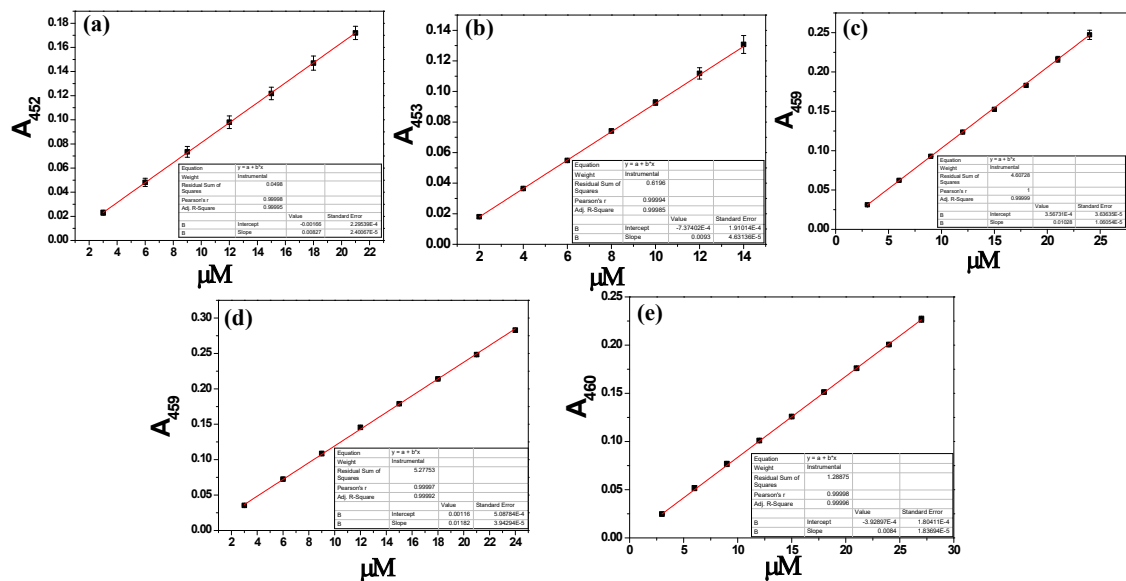 (a)
A452
0.18
0.16
0.14
0.12
0.10
0.08
0.06
0.04
0.02
0.00
2 4 6 8 10 12 14 16 18 20 22
μM
Equation y = a + b*x
Weight Instrumental
Residual Sum of Squares 0.0498
Pearson's r 0.99998
Adj. R-Square 0.99995
Value Standard Error
B Intercept -0.00166 2.29539E-4
B Slope 0.00827 2.40067E-5
(b)
A453
0.14
0.12
0.10
0.08
0.06
0.04
0.02
0.00
2 4 6 8 10 12 14
μM
Equation y = a + b*x
Weight Instrumental
Residual Sum of Squares 0.6196
Pearson's r 0.99994
Adj. R-Square 0.99985
Value Standard Error
B Intercept -7.37402E-4 1.91014E-4
B Slope 0.0093 4.63136E-5
(c)
A459
0.25
0.20
0.15
0.10
0.05
0.00
5 10 15 20 25
μM
Equation y = a + b*x
Weight Instrumental
Residual Sum of Squares 4.60728
Pearson's r 1
Adj. R-Square 0.99999
Value Standard Error
B Intercept 3.56731E-4 3.63635E-5
B Slope 0.01028 1.06054E-5
(d)
A459
0.30
0.25
0.20
0.15
0.10
0.05
0.00
2 4 6 8 10 12 14 16 18 20 22 24
μM
Equation y = a + b*x
Weight Instrumental
Residual Sum of Squares 5.27753
Pearson's r 0.99997
Adj. R-Square 0.99992
Value Standard Error
B Intercept 0.00116 5.08784E-4
B Slope 0.01182 3.94294E-5
(e)
A460
0.25
0.20
0.15
0.10
0.05
0.00
0 5 10 15 20 25 30
μM
Equation y = a + b*x
Weight Instrumental
Residual Sum of Squares 1.28875
Pearson's r 0.99998
Adj. R-Square 0.99996
Value Standard Error
B Intercept -3.92897E-4 1.80411E-4
B Slope 0.0084 1.83694E-5